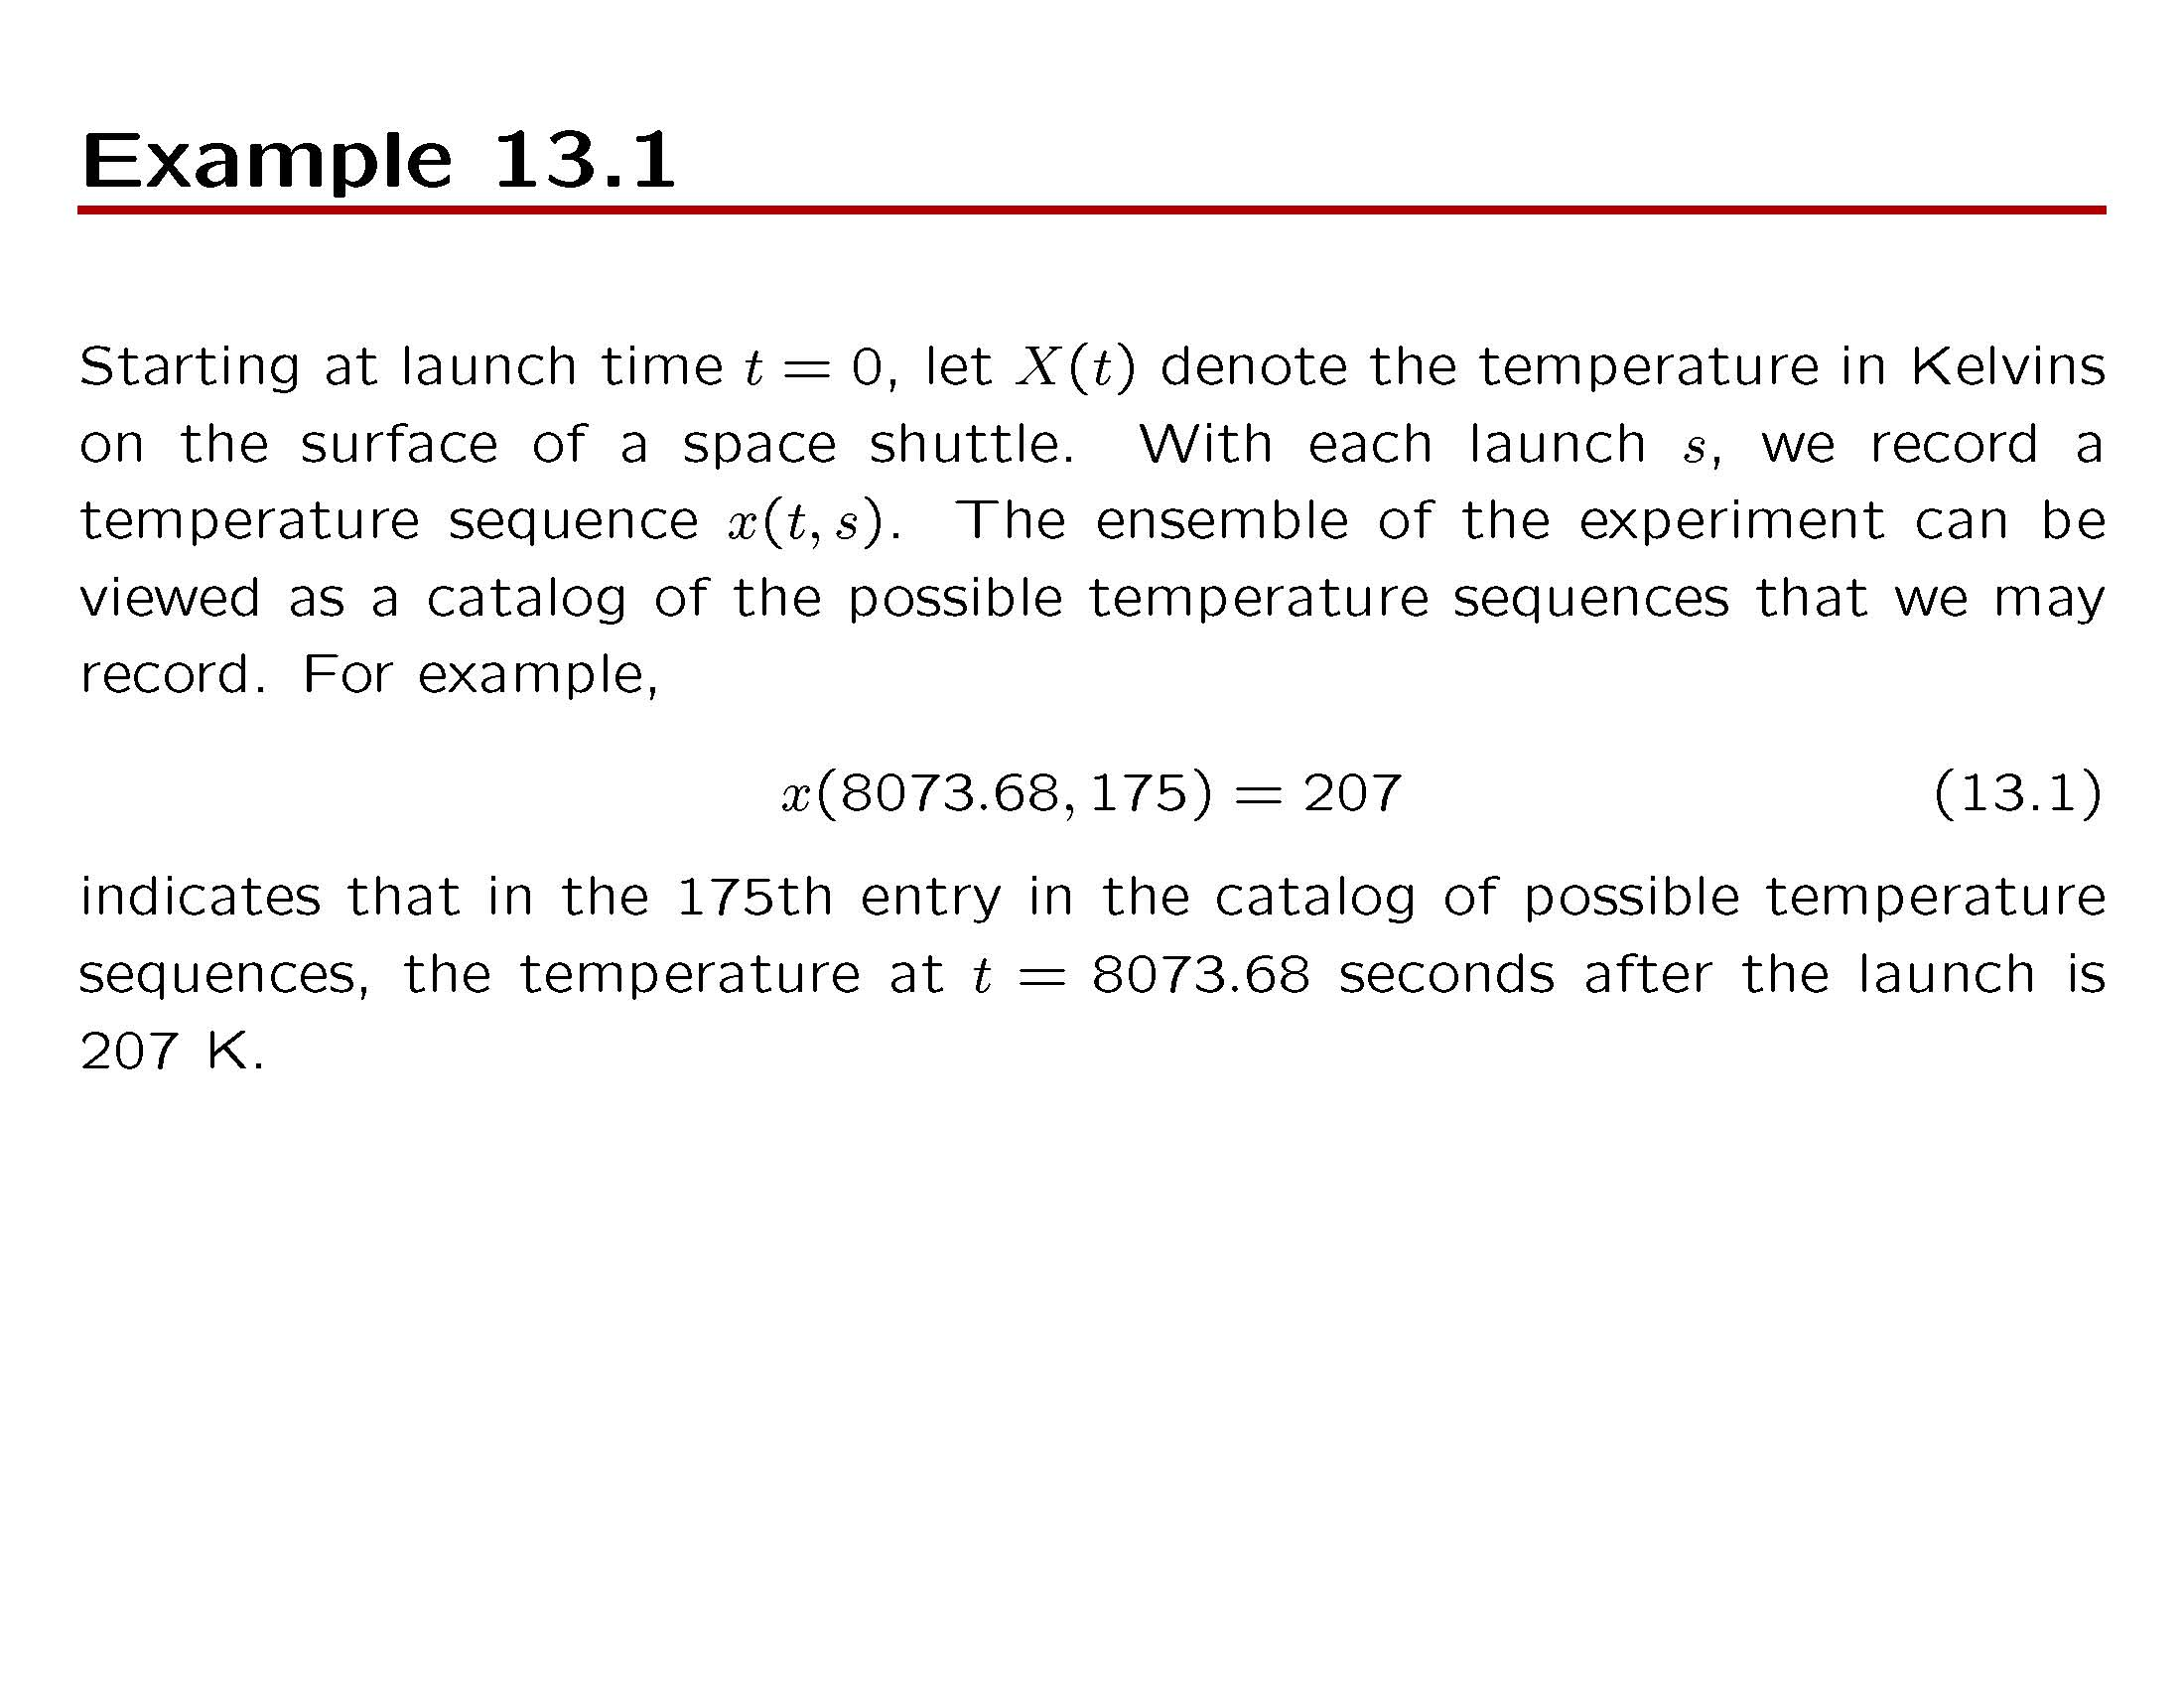 Example 13.1
Starting at launch time t = 0, let X(t) denote the temperature in Kelvins
on the surface of a space shuttle. With each launch s, we record a
temperature sequence x(t, s). The ensemble of the experiment can be
viewed as a catalog of the possible temperature sequences that we may
record. For example,
x(8073.68, 175) = 207 (13.1)
indicates that in the 175th entry in the catalog of possible temperature
sequences, the temperature at t = 8073.68 seconds after the launch is
207 K.